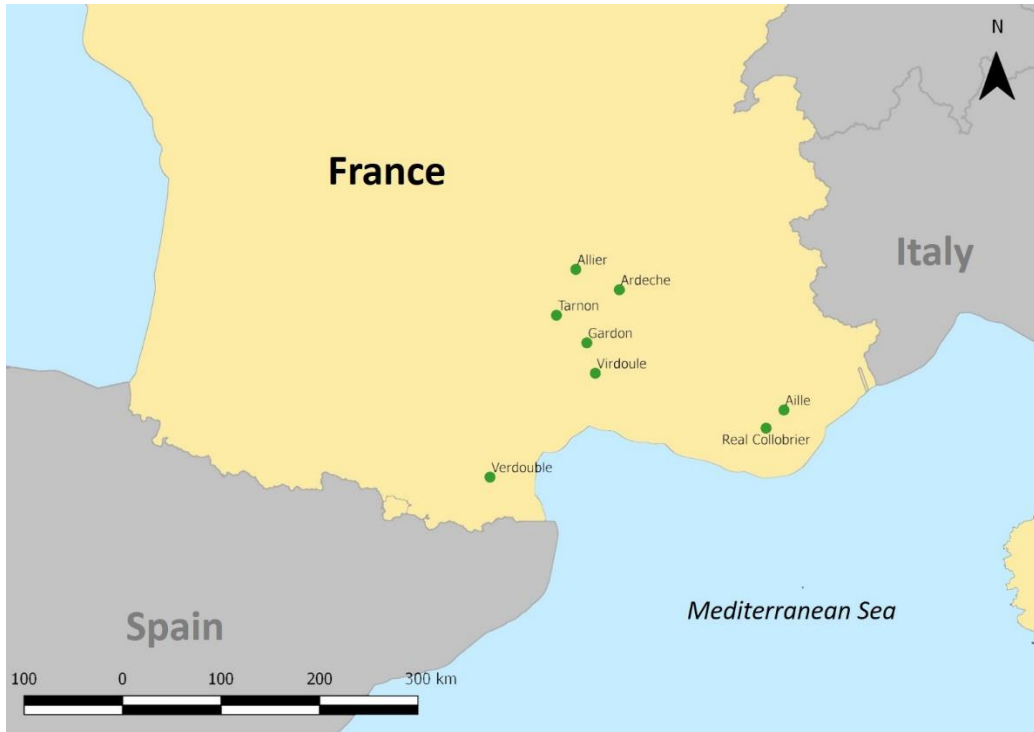 N
France
Italy
Allier
Ardeche
Tarnon
Gardon
Virdoule
Aille
Real Collobrier
Verdouble
Mediterranean Sea
Spain
100 0 100 200 300 km